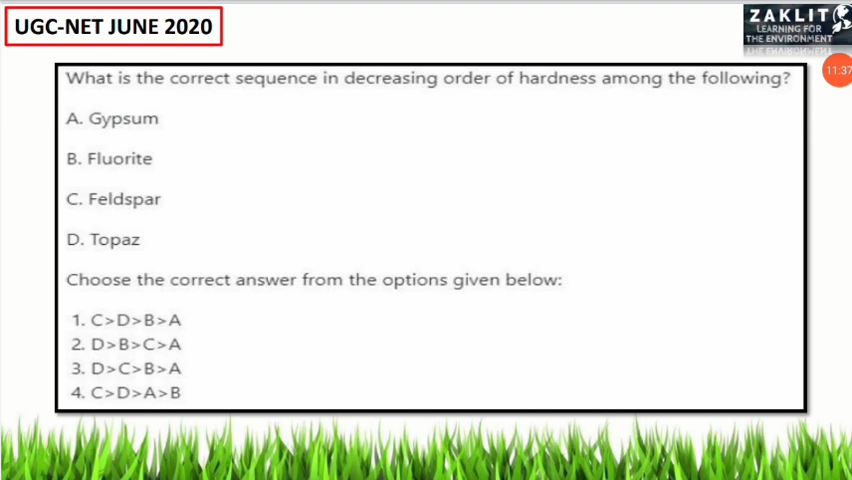 UGC-NET JUNE 2020
ZAKLIT
LEARNING FOR
THE ENVIRONMENT
11:37
What is the correct sequence in decreasing order of hardness among the following?
A. Gypsum
B. Fluorite
C. Feldspar
D. Topaz
Choose the correct answer from the options given below:
1. C>D>B>A
2. D>B>C>A
3. D>C>B>A
4. C>D>A>B